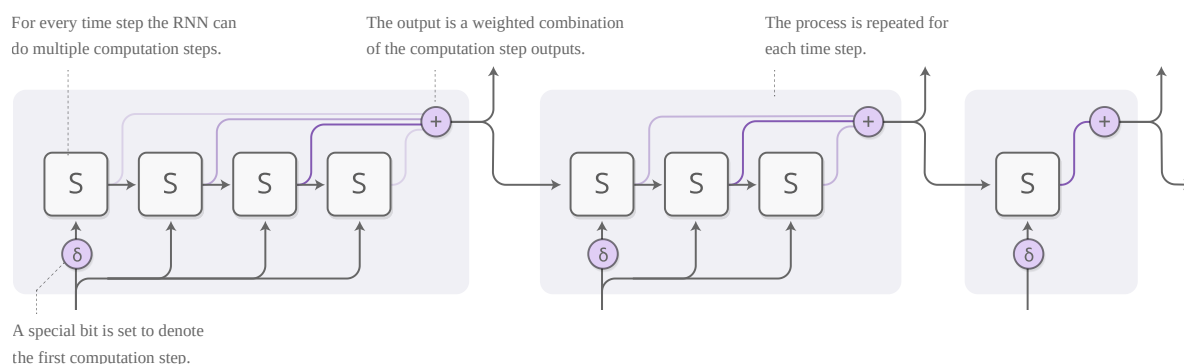 For every time step the RNN can
do multiple computation steps.
The output is a weighted combination
of the computation step outputs.
The process is repeated for
each time step.
+
+
+
S
S
S
S
S
S
S
S
δ
δ
δ
A special bit is set to denote
the first computation step.